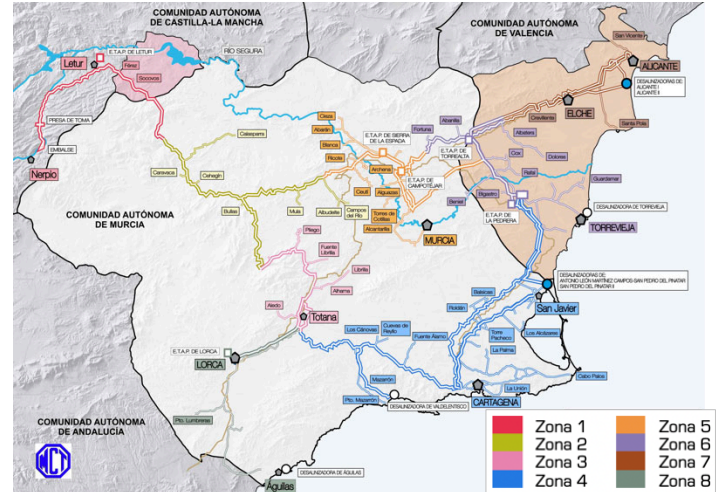 COMUNIDAD AUTÓNOMA
DE CASTILLA-LA MANCHA
COMUNIDAD AUTÓNOMA
DE VALENCIA
E.T.A.P. DE LETUR
RÍO SEGURA
San Vicente
Letur
Férez
Socovos
ALICANTE
DESALINIZADORAS DE:
ALICANTE I
ALICANTE II
ELCHE
Crevillente
Santa Pola
PRESA DE TOMA
Cieza
Abarán
Blanca
Ricote
E.T.A.P. DE SIERRA
DE LA ESPADA
Fortuna
Abanilla
Albatera
Calasparra
EMBALSE
Nerpio
Caravaca
Cehegín
Archena
E.T.A.P. DE
TORREALTA
Cox
Dolores
E.T.A.P. DE
CAMPOTÉJAR
Rafal
Guardamar
Ceutí
Alguazas
Bigastro
Beniel
COMUNIDAD AUTÓNOMA
DE MURCIA
Bullas
Mula
Albudeite
Campos
del Río
Torres de
Cotillas
Alcantarilla
MURCIA
E.T.A.P. DE
LA PEDRERA
DESALINIZADORA DE TORREVIEJA
TORREVIEJA
Pliego
Fuente
Librilla
Librilla
Alhama
DESALINIZADORAS DE:
ANTONIO LEÓN MARTÍNEZ CAMPOS-SAN PEDRO DEL PINATAR
SAN PEDRO DEL PINATAR II
Balsicas
San Javier
Aledo
Totana
Roldán
Los Cánovas
Cuevas de
Reyllo
Fuente Álamo
Torre
Pacheco
Los Alcázares
La Palma
E.T.A.P. DE LORCA
LORCA
Mazarrón
Cabo Palos
La Unión
Pto. Mazarrón
CARTAGENA
DESALINIZADORA DE VALDELENTISCO
Pto. Lumbreras
COMUNIDAD AUTÓNOMA
DE ANDALUCÍA
MCT
DESALINIZADORA DE ÁGUILAS
Águilas
Zona 1
Zona 2
Zona 3
Zona 4
Zona 5
Zona 6
Zona 7
Zona 8